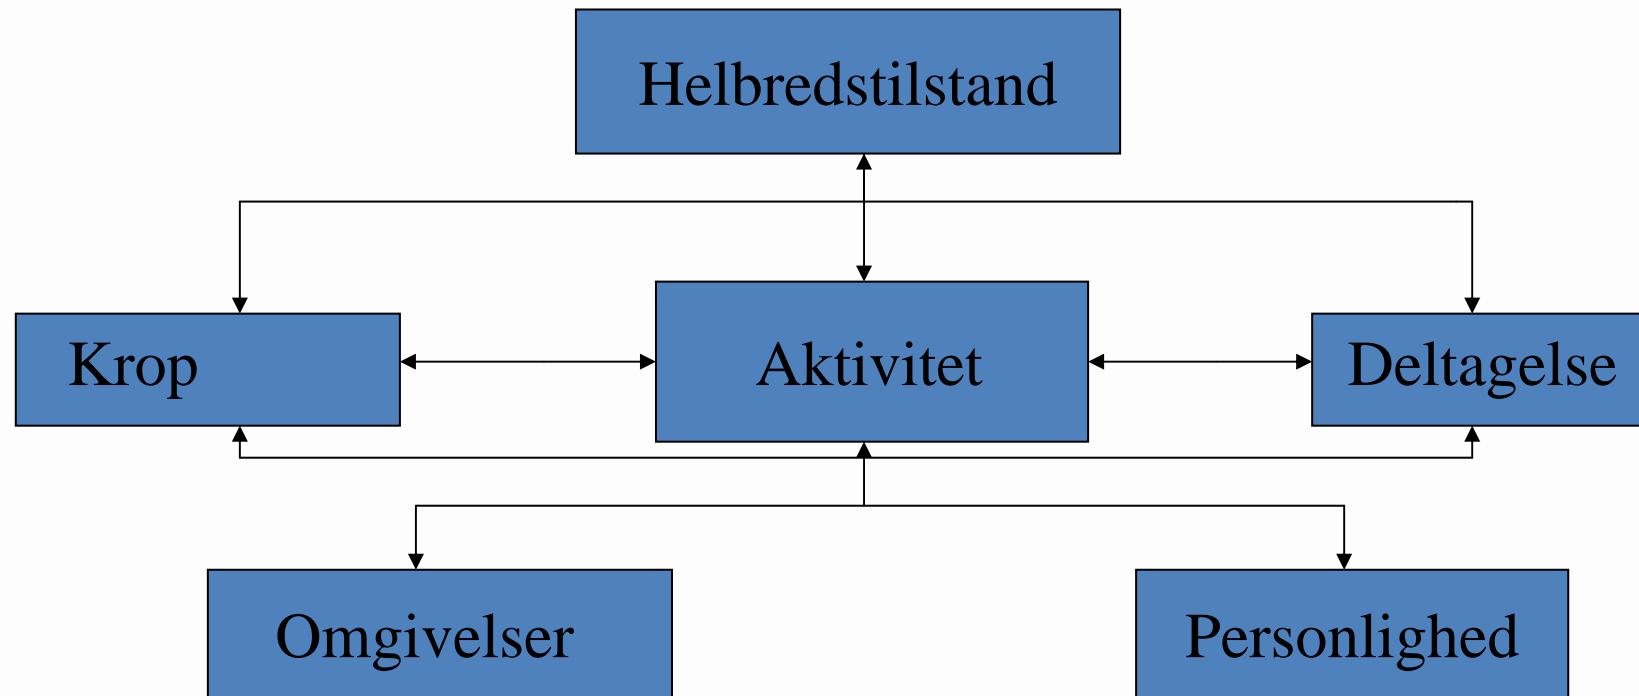 Helbredstilstand
Krop
Aktivitet
Deltagelse
Omgivelser
Personlighed